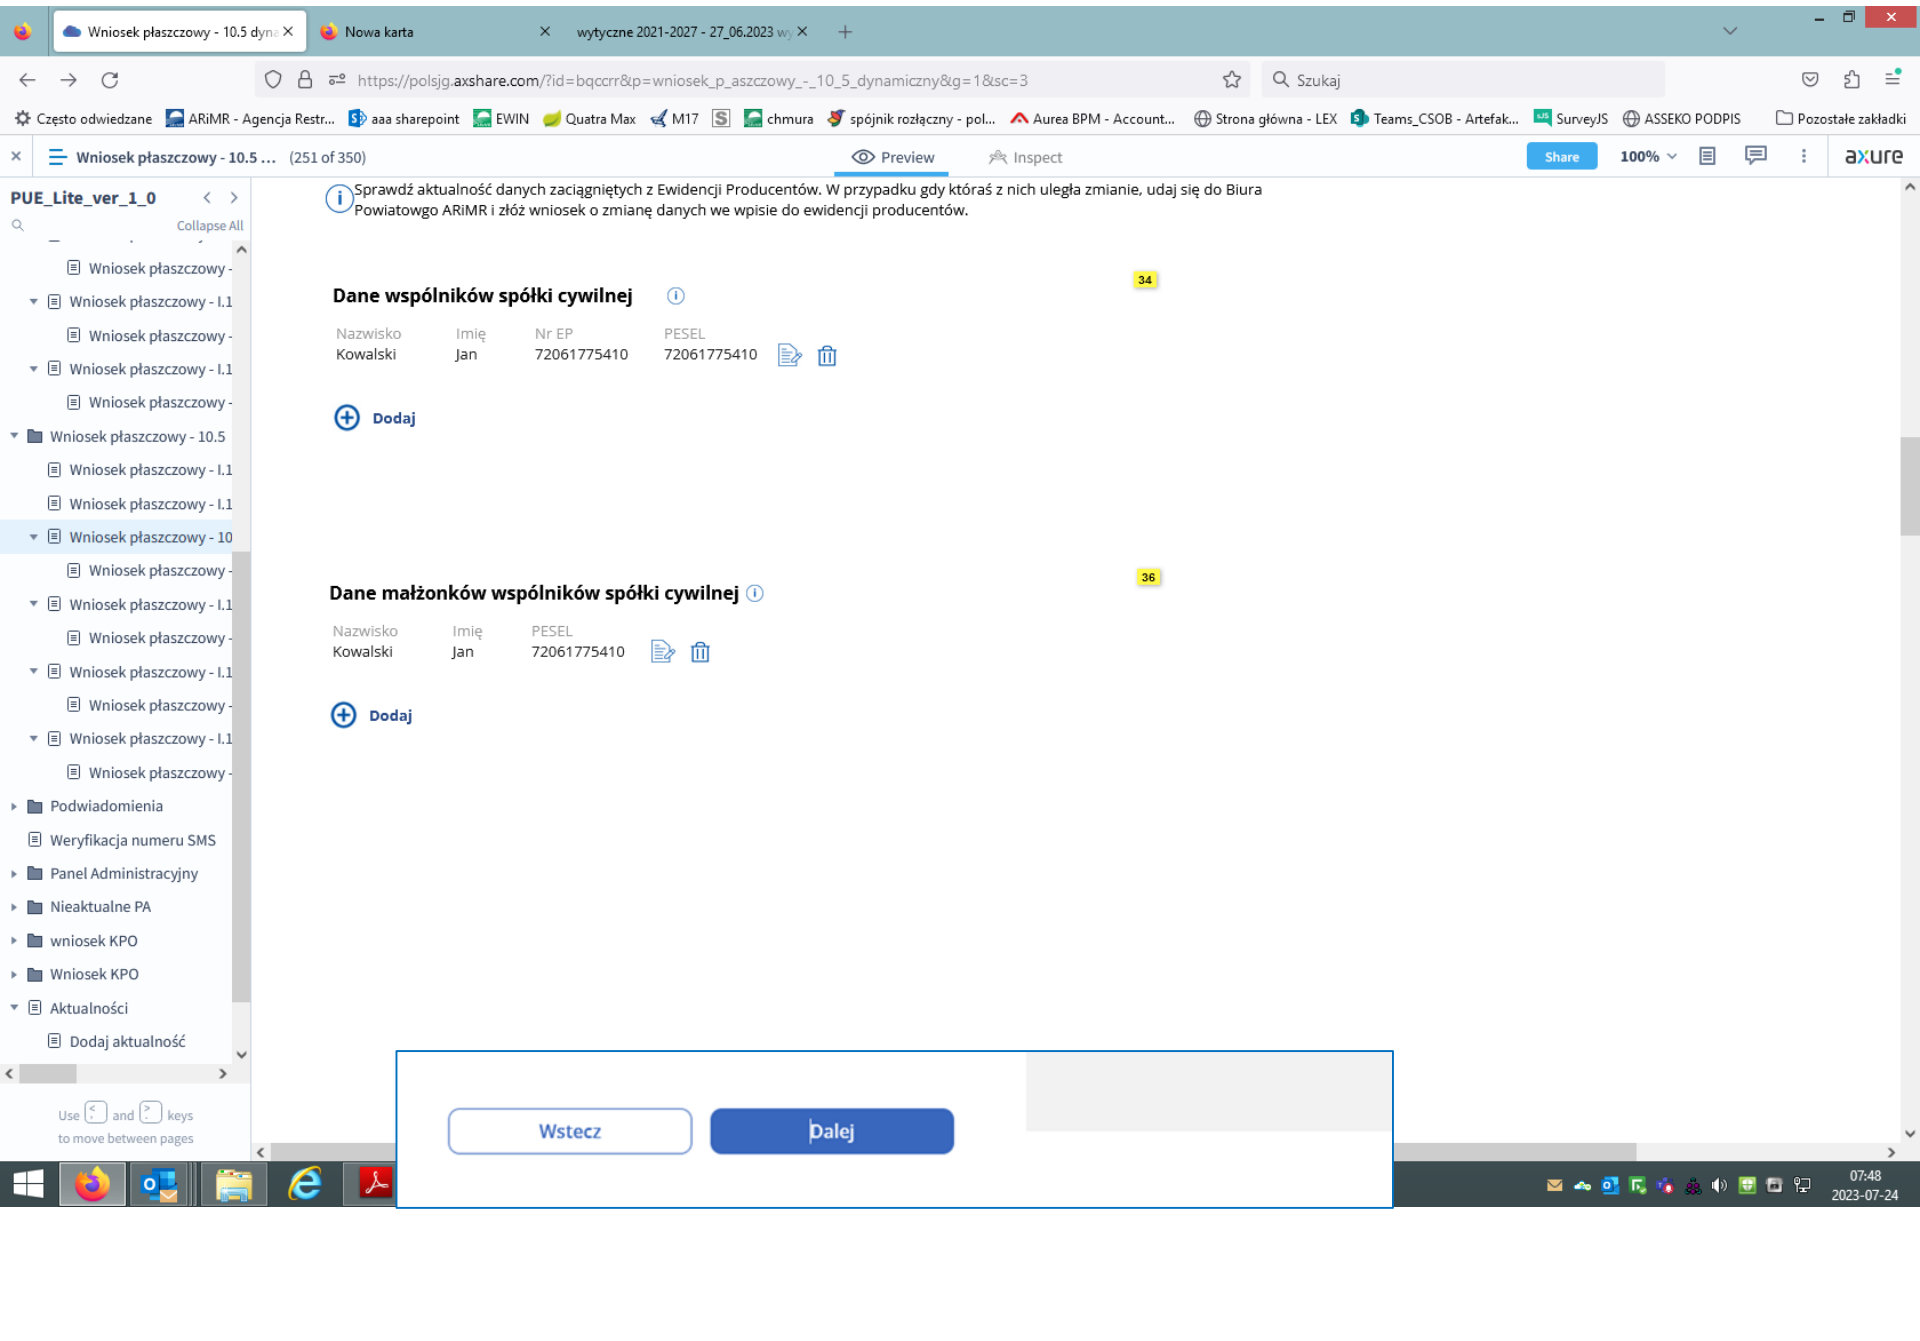 Wniosek płaszczowy - 10.5 dyna
Nowa karta
wytyczne 2021-2027 - 27_06.2023 wy
https://polsjg.axshare.com/?id=bqccrr&p=wniosek_p_aszczowy_-_10_5_dynamiczny&g=1&sc=3
Szukaj
Często odwiedzane ARiMR - Agencja Restr... aaa sharepoint EWIN Quatra Max M17 chmura spójnik rozłączny - pol... Aurea BPM - Account... Strona główna - LEX Teams_CSOB - Artefak... SurveyJS ASSEKO PODPIS Pozostałe zakładki
Wniosek płaszczowy - 10.5 ... (251 of 350)
Preview Inspect
Share 100% axure
PUE_Lite_ver_1_0
Collapse All
Wniosek płaszczowy -
Wniosek płaszczowy - I.1
Wniosek płaszczowy -
Wniosek płaszczowy - I.1
Wniosek płaszczowy -
Wniosek płaszczowy - 10.5
Wniosek płaszczowy - I.1
Wniosek płaszczowy - I.1
Wniosek płaszczowy - 10
Wniosek płaszczowy -
Wniosek płaszczowy - I.1
Wniosek płaszczowy -
Wniosek płaszczowy - I.1
Wniosek płaszczowy -
Wniosek płaszczowy - I.1
Wniosek płaszczowy -
Podwiadomienia
Weryfikacja numeru SMS
Panel Administracyjny
Nieaktualne PA
wniosek KPO
Wniosek KPO
Aktualności
Dodaj aktualność
Use < and > keys
to move between pages
Sprawdź aktualność danych zaciągniętych z Ewidencji Producentów. W przypadku gdy któraś z nich uległa zmianie, udaj się do Biura
Powiatowgo ARiMR i złóż wniosek o zmianę danych we wpisie do ewidencji producentów.
34
Dane wspólników spółki cywilnej
Nazwisko Imię Nr EP PESEL
Kowalski Jan 72061775410 72061775410
Dodaj
36
Dane małżonków wspólników spółki cywilnej
Nazwisko Imię PESEL
Kowalski Jan 72061775410
Dodaj
Wstecz Dalej
07:48
2023-07-24